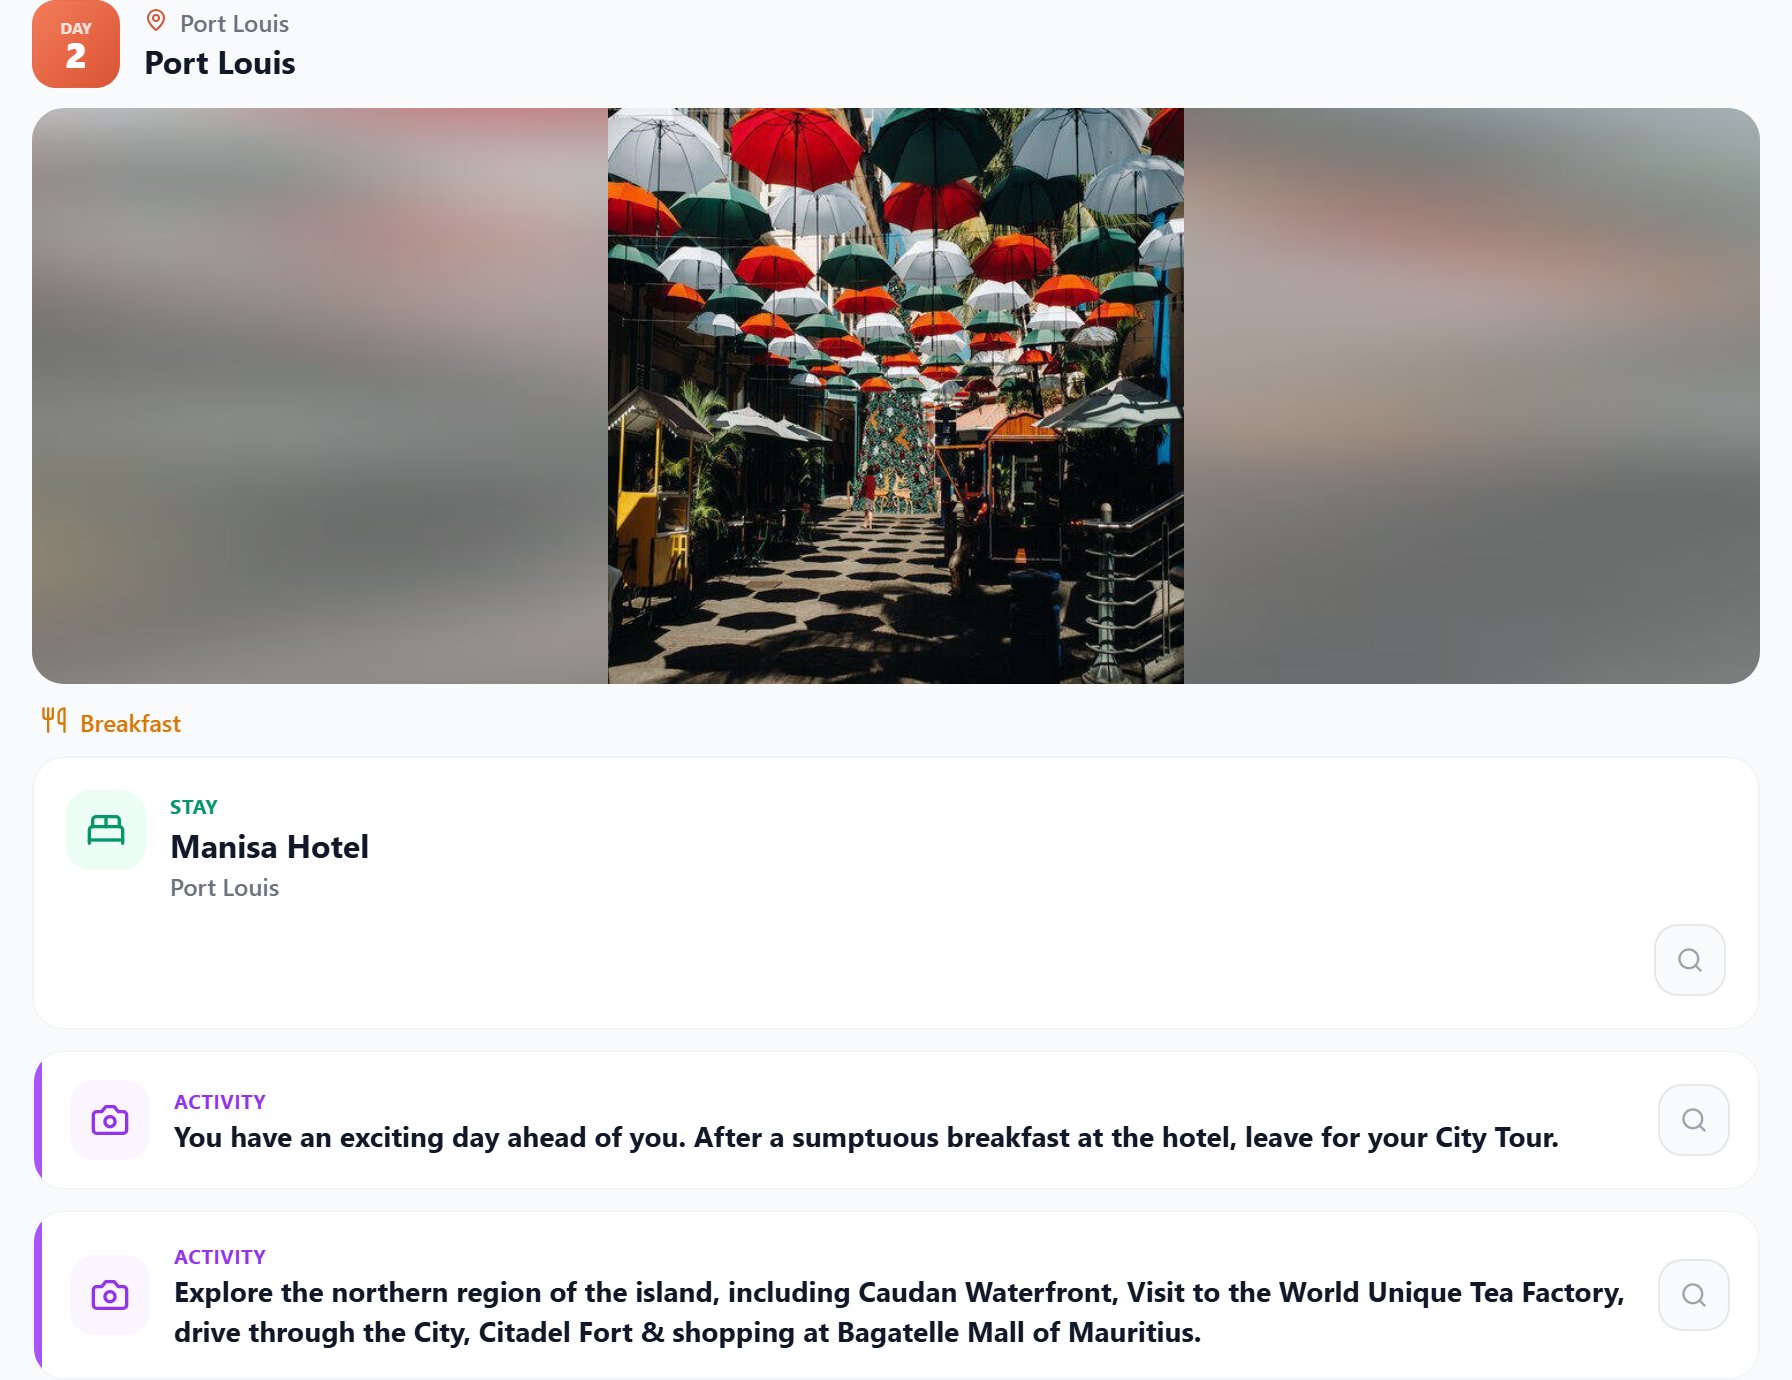 DAY
2
Port Louis
Port Louis
Breakfast
STAY
Manisa Hotel
Port Louis
ACTIVITY
You have an exciting day ahead of you. After a sumptuous breakfast at the hotel, leave for your City Tour.
ACTIVITY
Explore the northern region of the island, including Caudan Waterfront, Visit to the World Unique Tea Factory,
drive through the City, Citadel Fort & shopping at Bagatelle Mall of Mauritius.